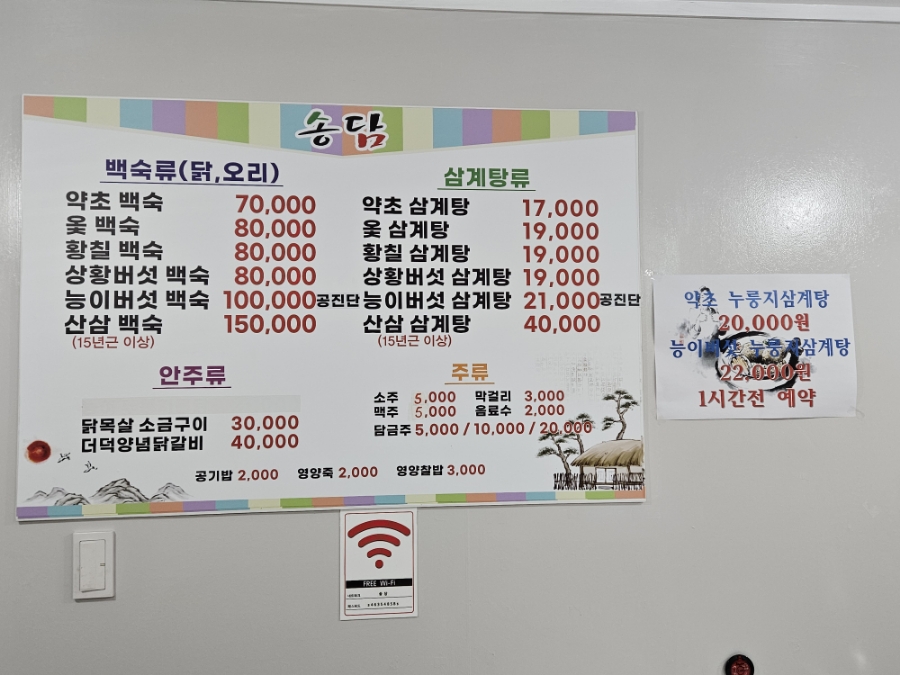 송담
백숙류(닭,오리)
약초 백숙 70,000
옻 백숙 80,000
황칠 백숙 80,000
상황버섯 백숙 80,000
능이버섯 백숙 100,000 공진단
산삼 백숙 150,000
(15년근 이상)
삼계탕류
약초 삼계탕 17,000
옻 삼계탕 19,000
황칠 삼계탕 19,000
상황버섯 삼계탕 19,000
능이버섯 삼계탕 21,000 공진단
산삼 삼계탕 40,000
(15년근 이상)
안주류
닭목살 소금구이 30,000
더덕양념닭갈비 40,000
주류
소주 5,000 막걸리 3,000
맥주 5,000 음료수 2,000
담금주 5,000 / 10,000 / 20,000
공기밥 2,000 영양죽 2,000 영양찰밥 3,000
약초 누룽지삼계탕
20,000원
능이버섯 누룽지삼계탕
22,000원
1시간전 예약
FREE Wi-Fi